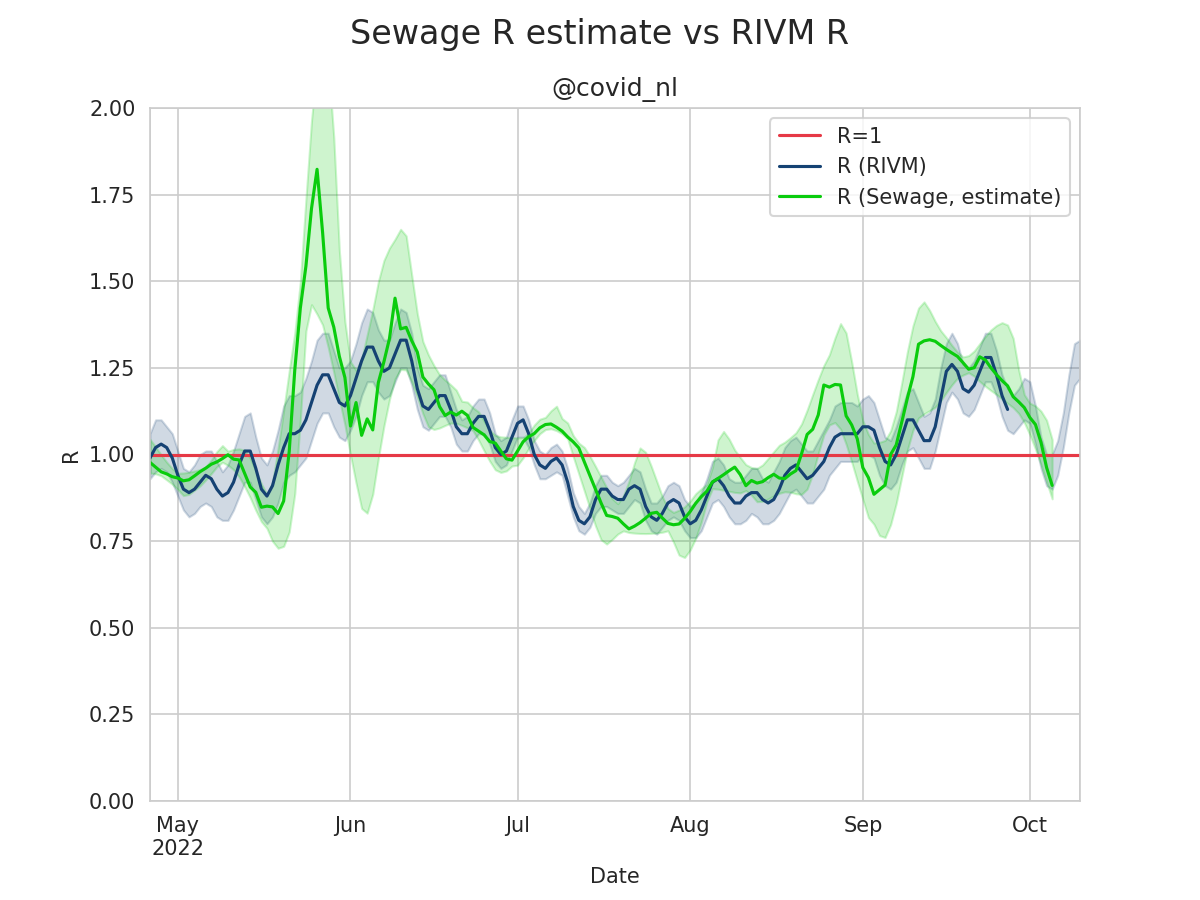 Sewage R estimate vs RIVM R
@covid_nl
2.00
1.75
1.50
1.25
1.00
0.75
0.50
0.25
0.00
R
R=1
R (RIVM)
R (Sewage, estimate)
May Jun Jul Aug Sep Oct
2022
Date